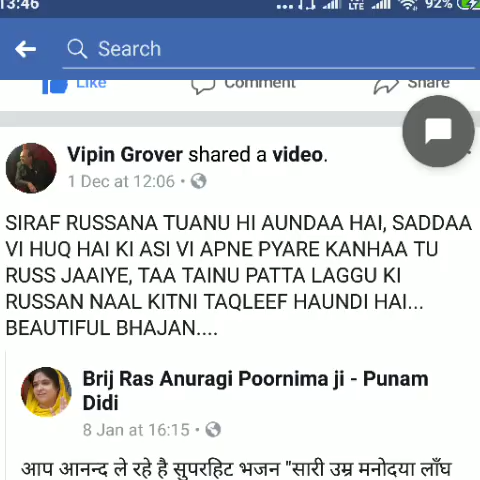 13:46 LTE 92%
Search
Like Comment Share
Vipin Grover shared a video.
1 Dec at 12:06 •
SIRAF RUSSANA TUANU HI AUNDAA HAI, SADDAA
VI HUQ HAI KI ASI VI APNE PYARE KANHAA TU
RUSS JAAIYE, TAA TAINU PATTA LAGGU KI
RUSSAN NAAL KITNI TAQLEEF HAUNDI HAI...
BEAUTIFUL BHAJAN....
Brij Ras Anuragi Poornima ji - Punam
Didi
8 Jan at 16:15 •
आप आनन्द ले रहे है सुपरहिट भजन "सारी उम्र मनोदया लाँघ